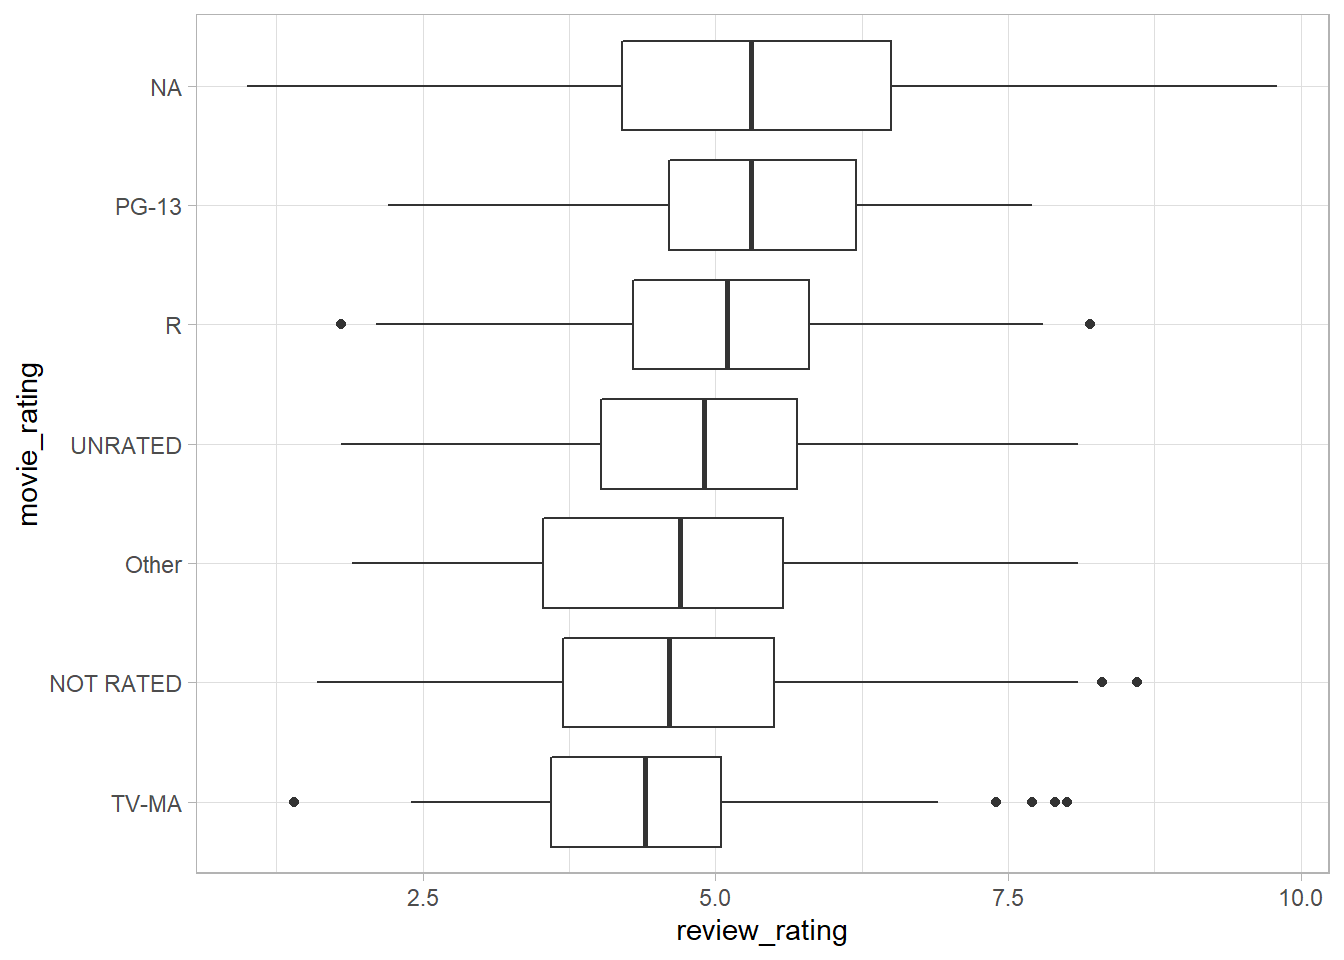 NA
PG-13
R
UNRATED
Other
NOT RATED
TV-MA
movie_rating
2.5 5.0 7.5 10.0
review_rating